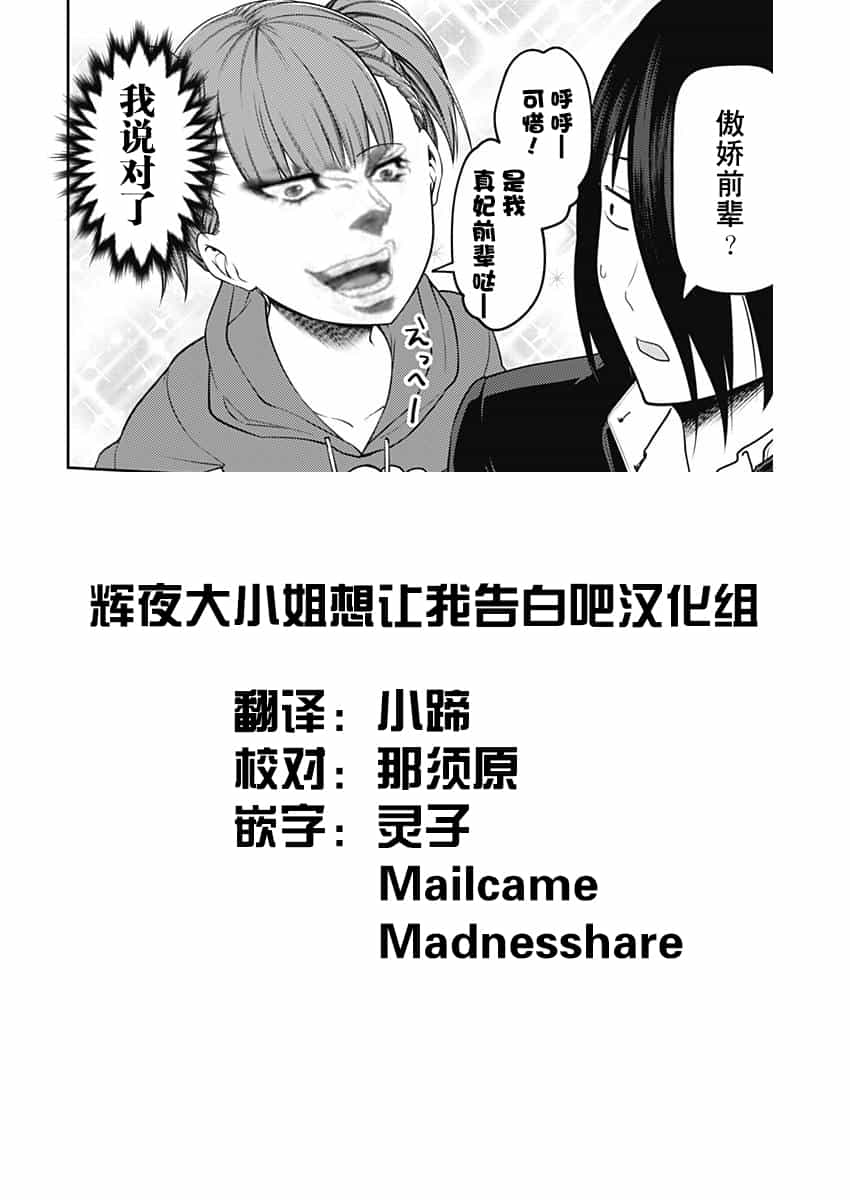 傲娇前辈？
呼呼ー
可惜！
是我
真妃前辈哒ー
えっへー
我说对了
辉夜大小姐想让我告白吧汉化组
翻译：小蹄
校对：那须原
嵌字：灵子
Mailcame
Madnesshare